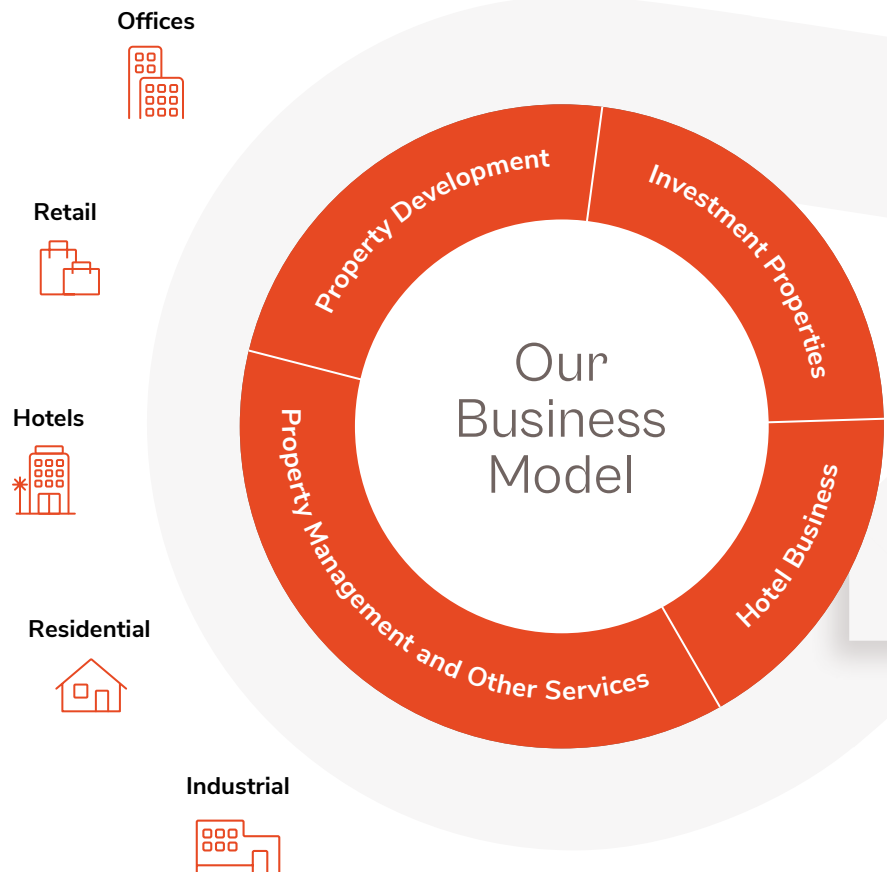 Offices
Retail
Hotels
Residential
Industrial
Property Development
Investment Properties
Hotel Business
Property Management and Other Services
Our
Business
Model